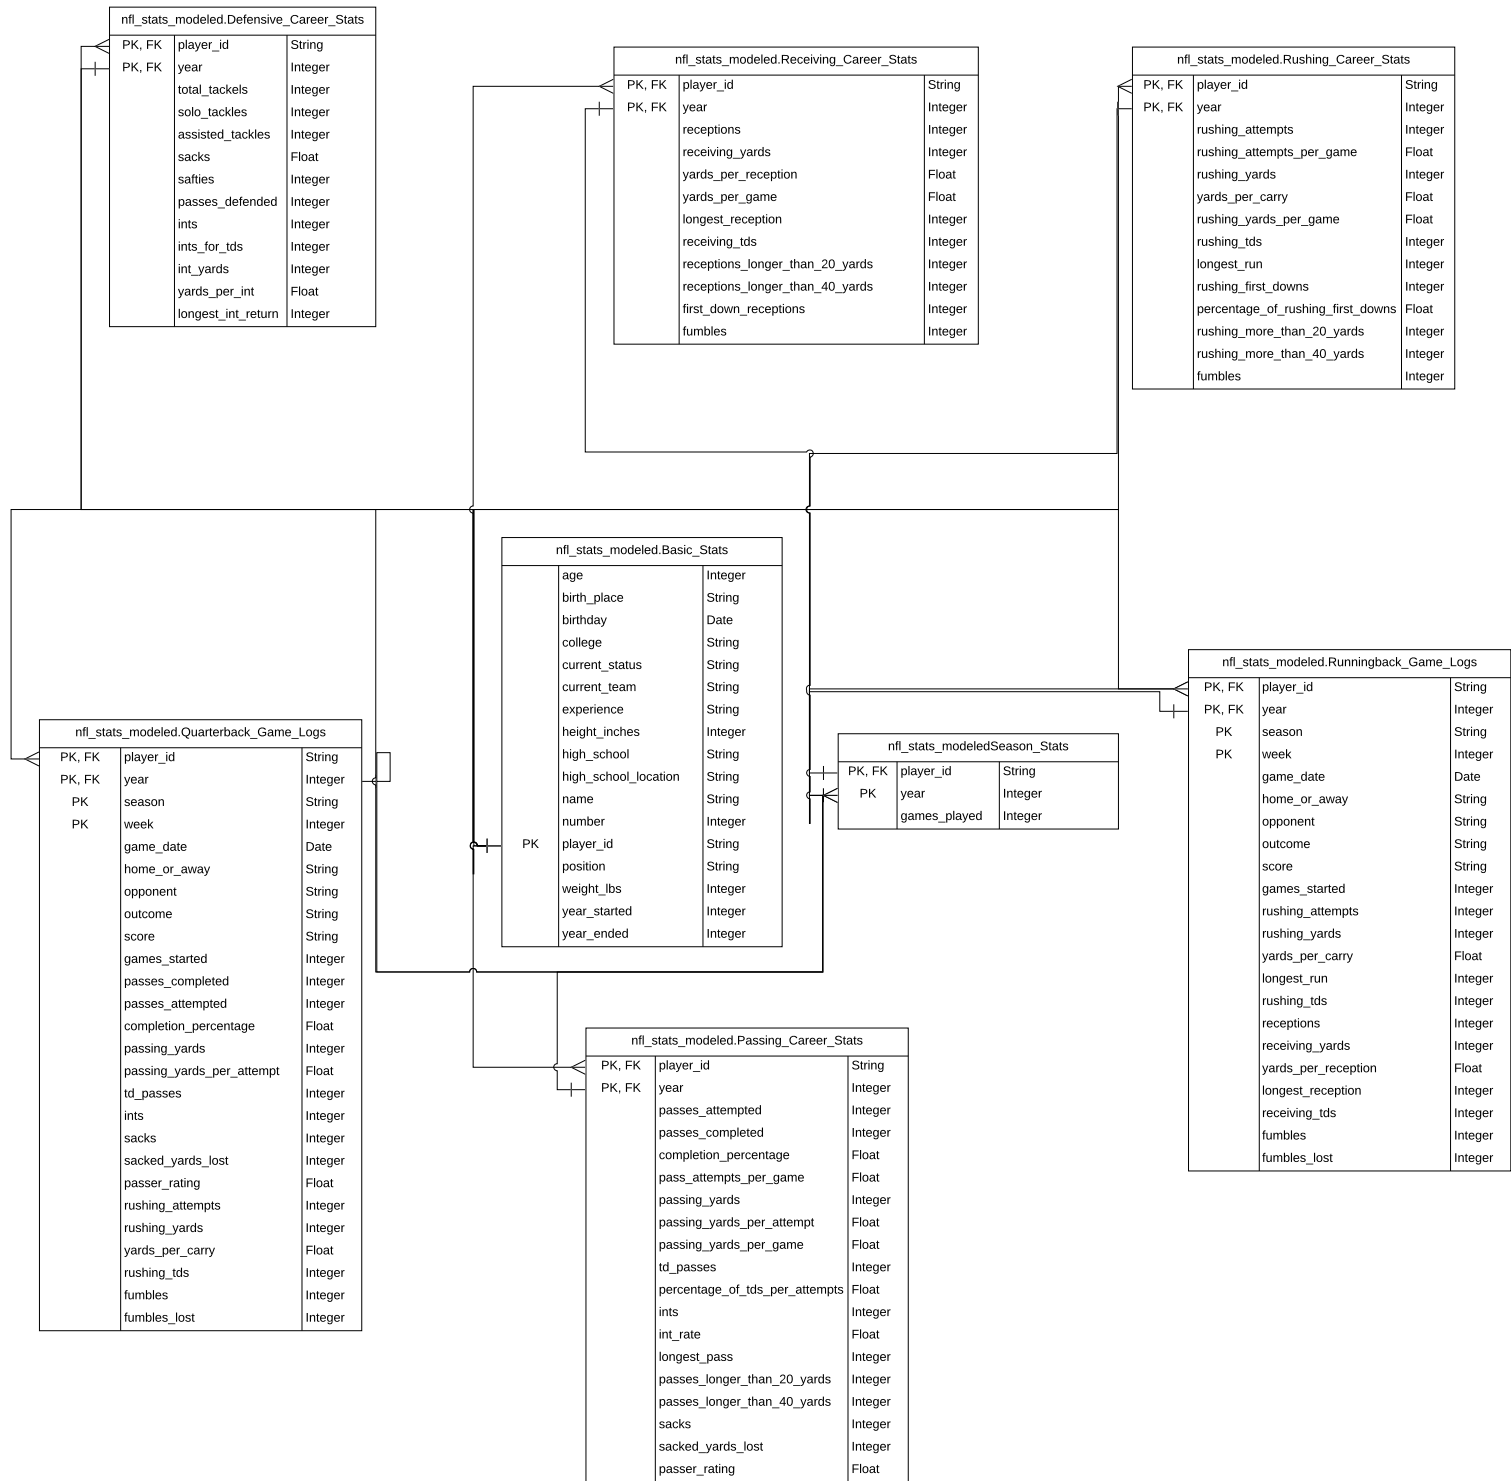 nfl_stats_modeled.Defensive_Career_Stats
PK, FK player_id String
PK, FK year Integer
total_tackels Integer
solo_tackles Integer
assisted_tackles Integer
sacks Float
safties Integer
passes_defended Integer
ints Integer
ints_for_tds Integer
int_yards Integer
yards_per_int Float
longest_int_return Integer
nfl_stats_modeled.Receiving_Career_Stats
PK, FK player_id String
PK, FK year Integer
receptions Integer
receiving_yards Integer
yards_per_reception Float
yards_per_game Float
longest_reception Integer
receiving_tds Integer
receptions_longer_than_20_yards Integer
receptions_longer_than_40_yards Integer
first_down_receptions Integer
fumbles Integer
nfl_stats_modeled.Rushing_Career_Stats
PK, FK player_id String
PK, FK year Integer
rushing_attempts Integer
rushing_attempts_per_game Float
rushing_yards Integer
yards_per_carry Float
rushing_yards_per_game Float
rushing_tds Integer
longest_run Integer
rushing_first_downs Integer
percentage_of_rushing_first_downs Float
rushing_more_than_20_yards Integer
rushing_more_than_40_yards Integer
fumbles Integer
nfl_stats_modeled.Basic_Stats
age Integer
birth_place String
birthday Date
college String
current_status String
current_team String
experience String
height_inches Integer
high_school String
high_school_location String
name String
number Integer
PK player_id String
position String
weight_lbs Integer
year_started Integer
year_ended Integer
nfl_stats_modeledSeason_Stats
PK, FK player_id String
PK year Integer
games_played Integer
nfl_stats_modeled.Runningback_Game_Logs
PK, FK player_id String
PK, FK year Integer
PK season String
PK week Integer
game_date Date
home_or_away String
opponent String
outcome String
score String
games_started Integer
rushing_attempts Integer
rushing_yards Integer
yards_per_carry Float
longest_run Integer
rushing_tds Integer
receptions Integer
receiving_yards Integer
yards_per_reception Float
longest_reception Integer
receiving_tds Integer
fumbles Integer
fumbles_lost Integer
nfl_stats_modeled.Quarterback_Game_Logs
PK, FK player_id String
PK, FK year Integer
PK season String
PK week Integer
game_date Date
home_or_away String
opponent String
outcome String
score String
games_started Integer
passes_completed Integer
passes_attempted Integer
completion_percentage Float
passing_yards Integer
passing_yards_per_attempt Float
td_passes Integer
ints Integer
sacks Integer
sacked_yards_lost Integer
passer_rating Float
rushing_attempts Integer
rushing_yards Integer
yards_per_carry Float
rushing_tds Integer
fumbles Integer
fumbles_lost Integer
nfl_stats_modeled.Passing_Career_Stats
PK, FK player_id String
PK, FK year Integer
passes_attempted Integer
passes_completed Integer
completion_percentage Float
pass_attempts_per_game Float
passing_yards Integer
passing_yards_per_attempt Float
passing_yards_per_game Float
td_passes Integer
percentage_of_tds_per_attempts Float
ints Integer
int_rate Float
longest_pass Integer
passes_longer_than_20_yards Integer
passes_longer_than_40_yards Integer
sacks Integer
sacked_yards_lost Integer
passer_rating Float